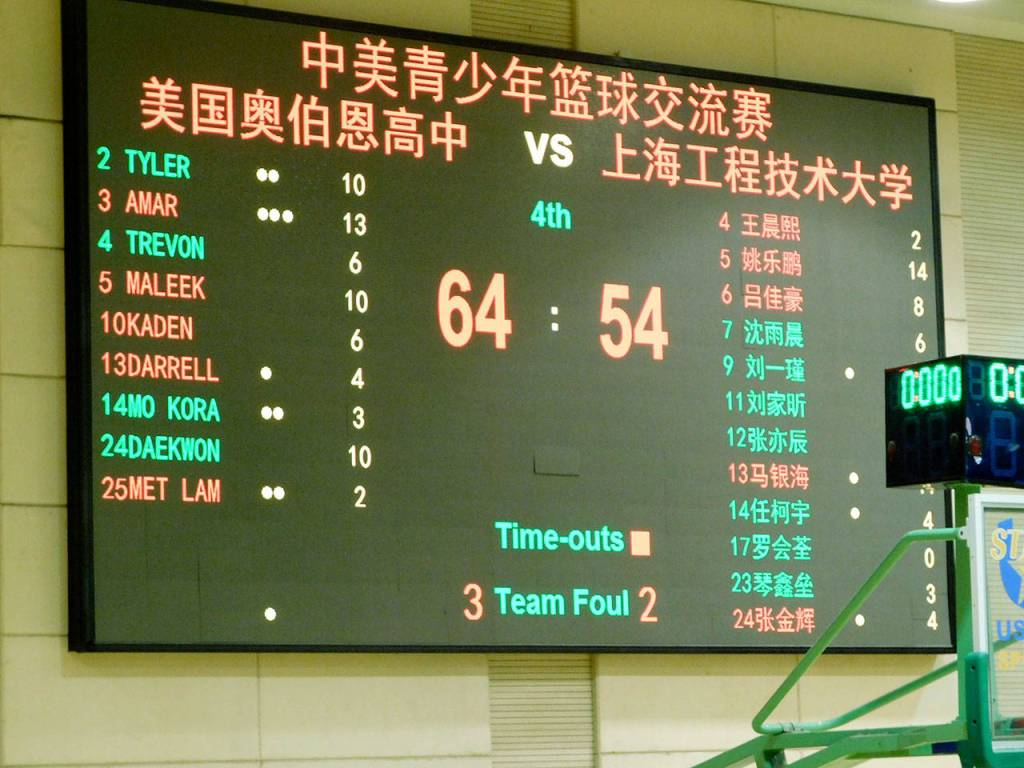 中美青少年篮球交流赛
美国奥伯恩高中 VS 上海工程技术大学
4th
64 : 54
2 TYLER 10
3 AMAR 13
4 TREVON 6
5 MALEEK 10
10KADEN 6
13DARRELL 4
14MO KORA 3
24DAEKWON 10
25MET LAM 2
4 王晨熙 2
5 姚乐鹏 14
6 吕佳豪 8
7 沈雨晨 6
9 刘一瑾
11刘家昕
12张亦辰
13马银海
14任柯宇 4
17罗会荃 0
23琴鑫垒 3
24张金辉 4
Time-outs
3 Team Foul 2
0:000
0:0
US